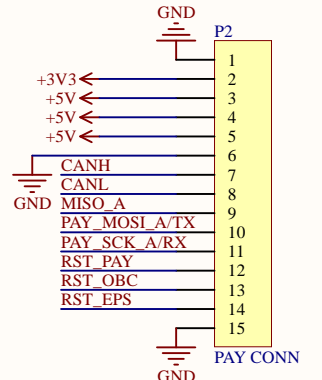 GND
P2
1
+3V3 2
+5V 3
+5V 4
+5V 5
6
CANH 7
GND CANL 8
MISO_A 9
PAY_MOSI_A/TX 10
PAY_SCK_A/RX 11
RST_PAY 12
RST_OBC 13
RST_EPS 14
15
PAY CONN
GND